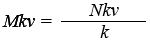 Mkv = Nkv
k